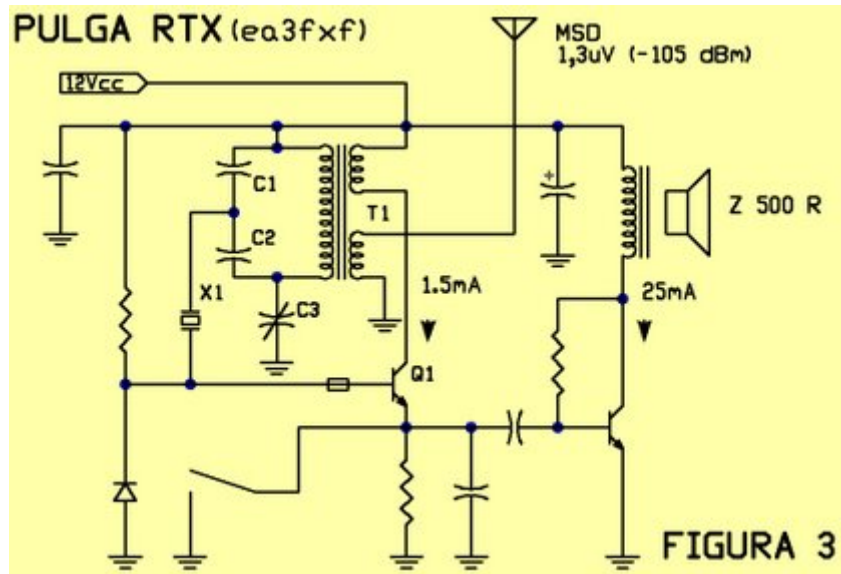 PULGA RTX (ea3fxf)
MSD
1,3uV (-105 dBm)
12Vcc
C1
T1
Z 500 R
C2
X1
1.5mA
25mA
C3
Q1
+
FIGURA 3